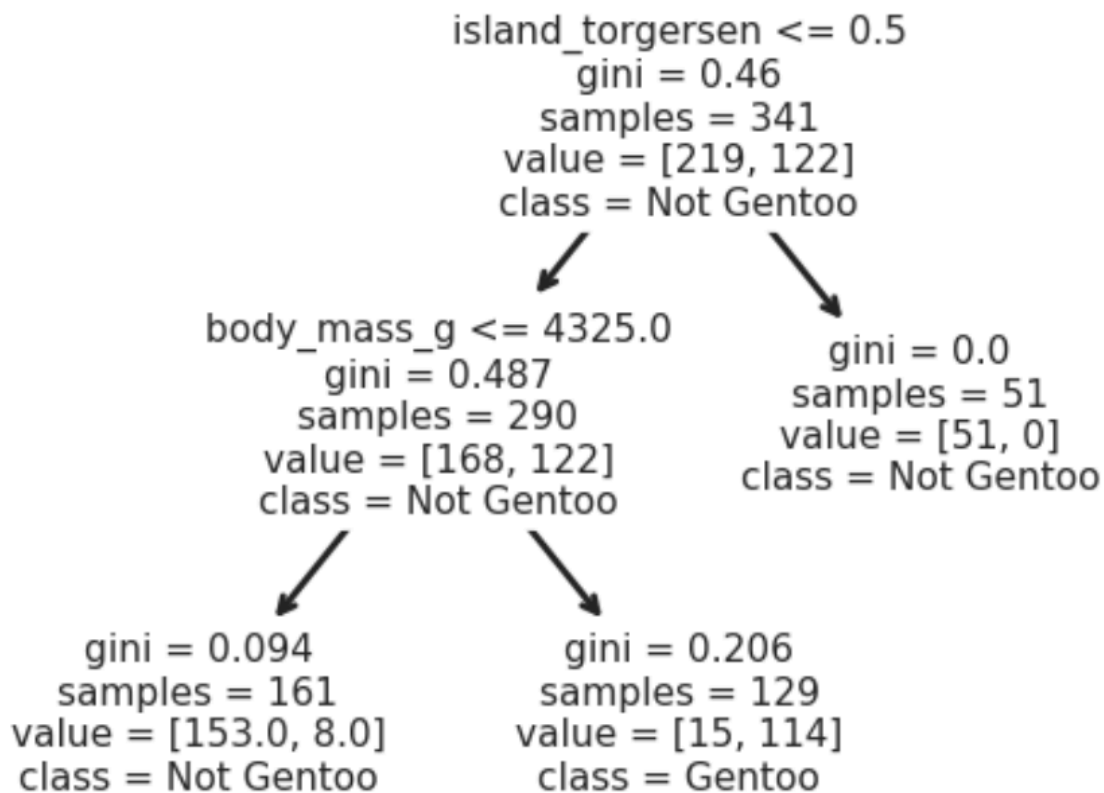 island_torgersen <= 0.5
gini = 0.46
samples = 341
value = [219, 122]
class = Not Gentoo
body_mass_g <= 4325.0
gini = 0.487
samples = 290
value = [168, 122]
class = Not Gentoo
gini = 0.0
samples = 51
value = [51, 0]
class = Not Gentoo
gini = 0.094
samples = 161
value = [153.0, 8.0]
class = Not Gentoo
gini = 0.206
samples = 129
value = [15, 114]
class = Gentoo